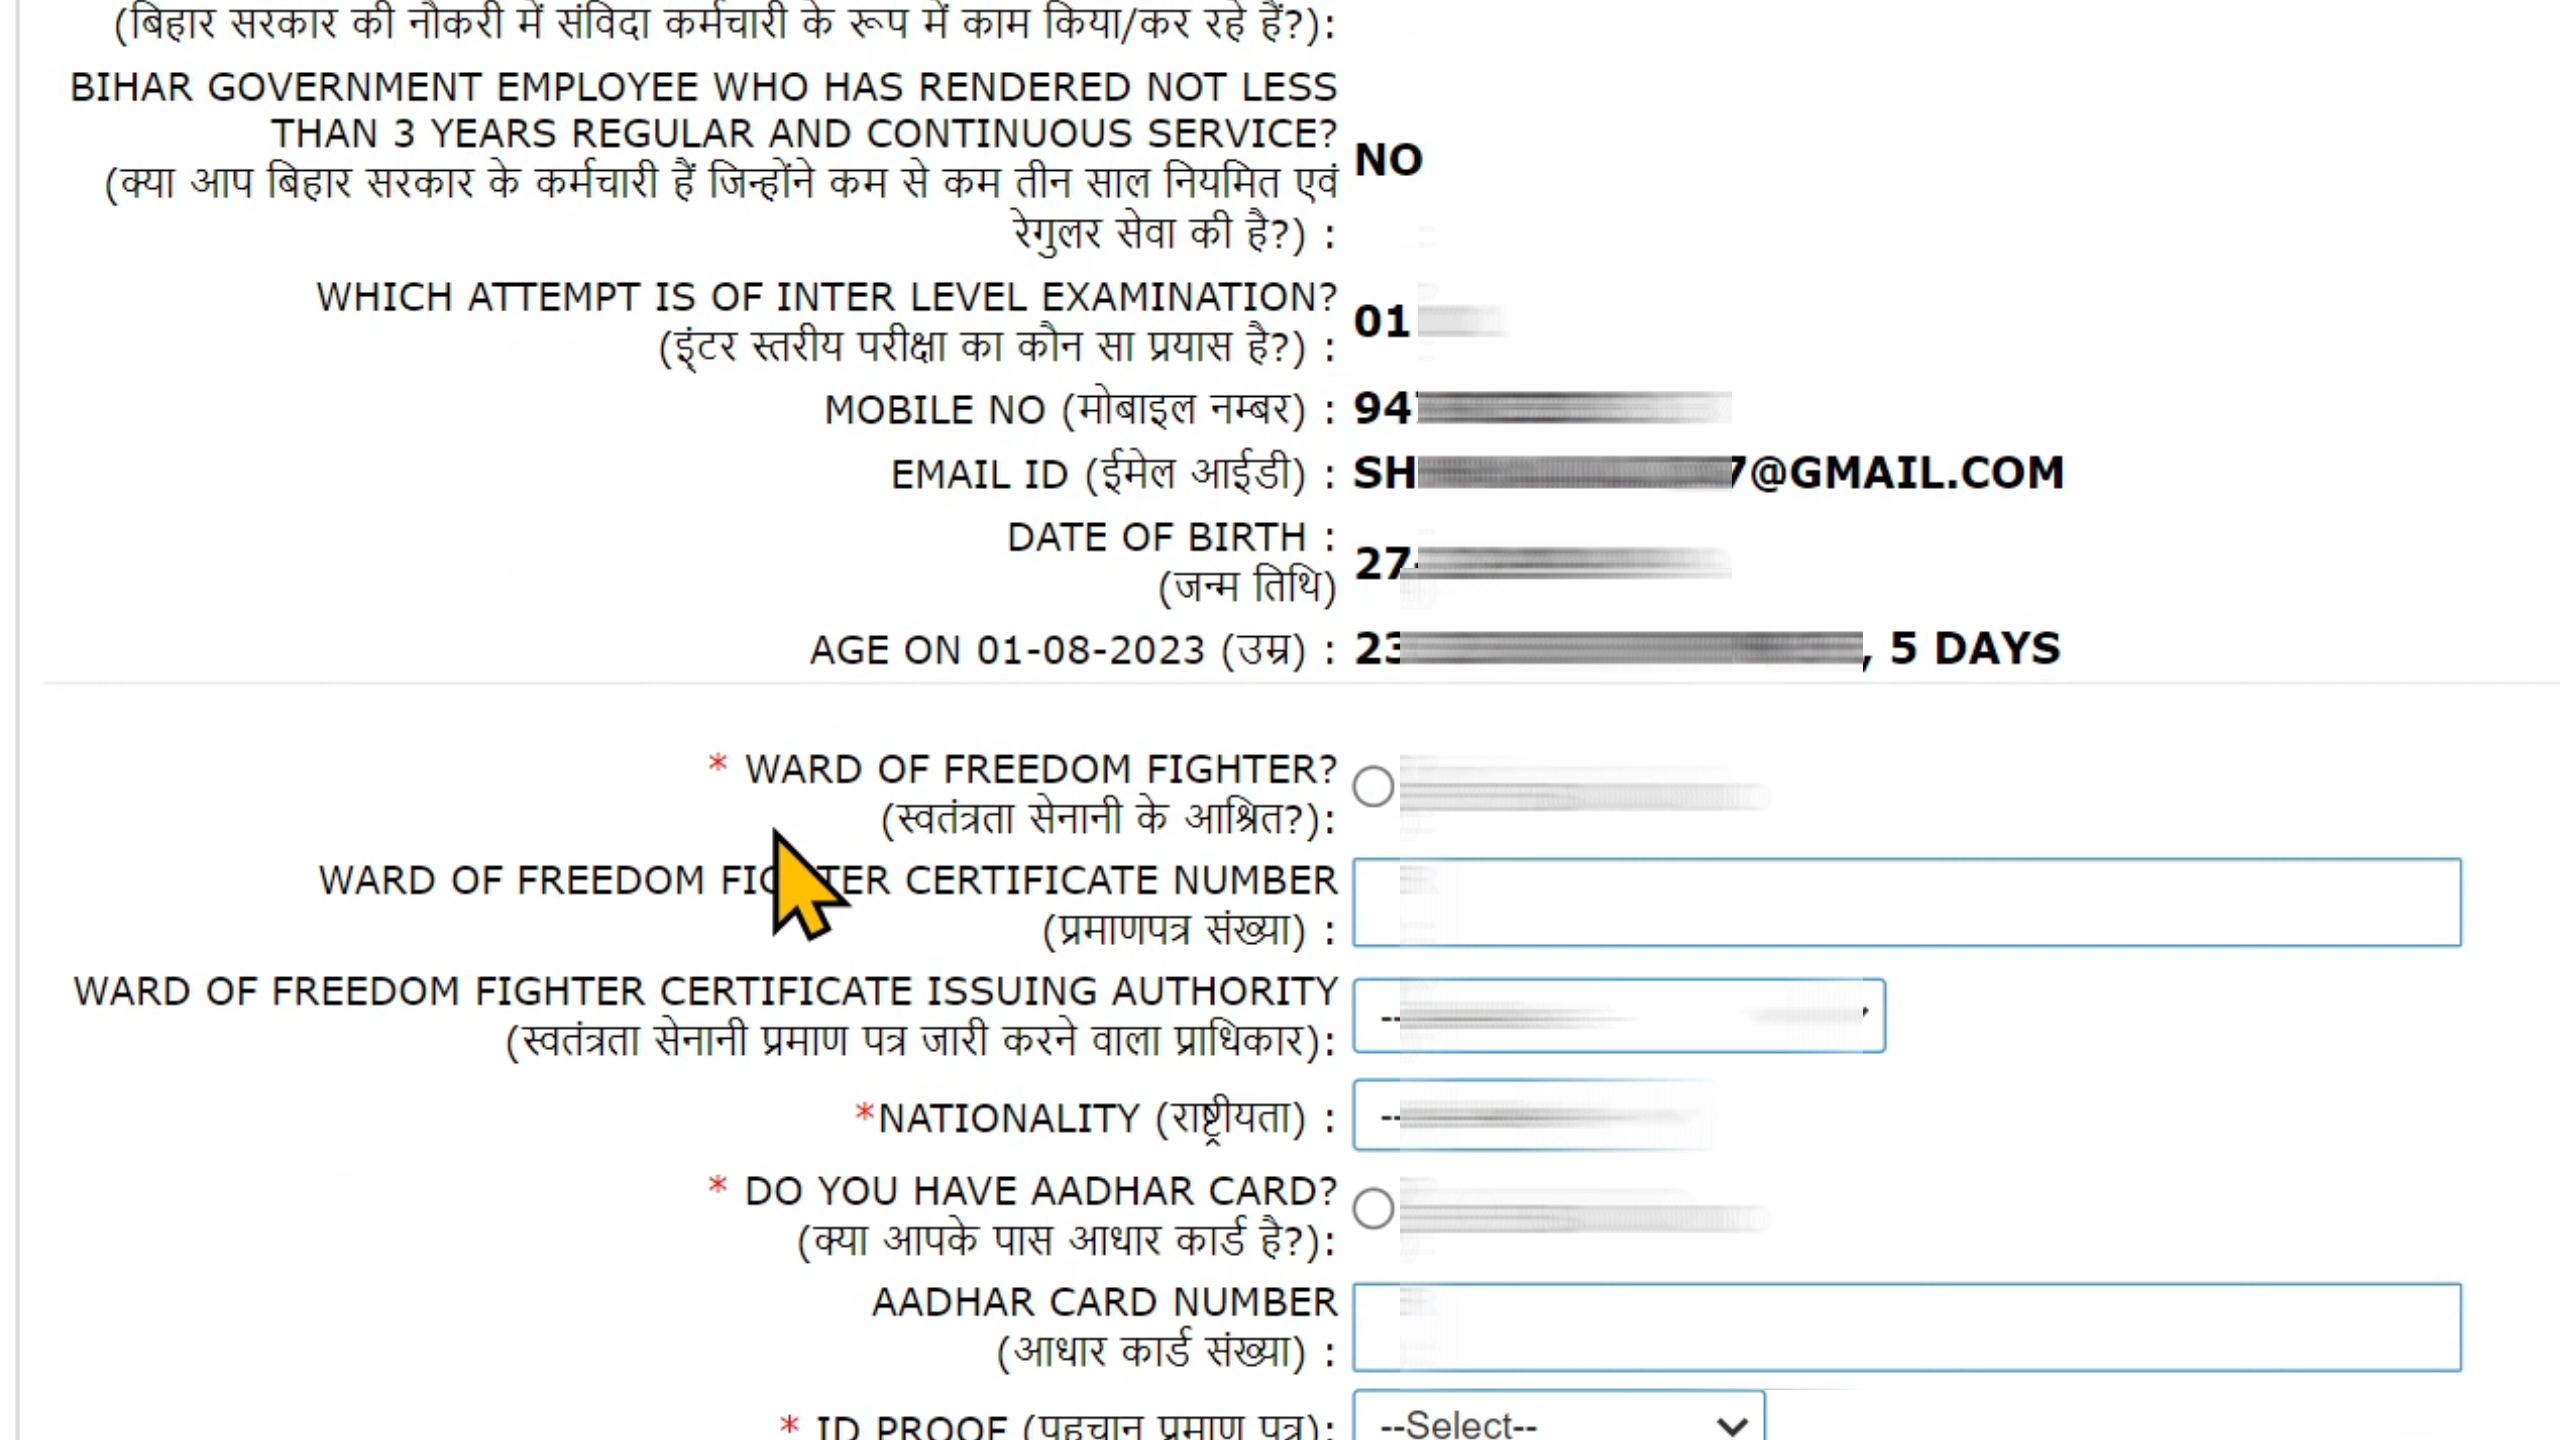 (बिहार सरकार की नौकरी में संविदा कर्मचारी के रूप में काम किया/कर रहे हैं?):
BIHAR GOVERNMENT EMPLOYEE WHO HAS RENDERED NOT LESS
THAN 3 YEARS REGULAR AND CONTINUOUS SERVICE?
(क्या आप बिहार सरकार के कर्मचारी हैं जिन्होंने कम से कम तीन साल नियमित एवं
रेगुलर सेवा की है?) :
NO
WHICH ATTEMPT IS OF INTER LEVEL EXAMINATION?
(इंटर स्तरीय परीक्षा का कौन सा प्रयास है?) :
01
MOBILE NO (मोबाइल नम्बर) : 94
EMAIL ID (ईमेल आईडी) : SH 7@GMAIL.COM
DATE OF BIRTH :
(जन्म तिथि)
27
AGE ON 01-08-2023 (उम्र) : 23 , 5 DAYS
* WARD OF FREEDOM FIGHTER?
(स्वतंत्रता सेनानी के आश्रित?):
WARD OF FREEDOM CERTIFICATE NUMBER
(प्रमाणपत्र संख्या) :
WARD OF FREEDOM FIGHTER CERTIFICATE ISSUING AUTHORITY
(स्वतंत्रता सेनानी प्रमाण पत्र जारी करने वाला प्राधिकार):
--
*NATIONALITY (राष्ट्रीयता) : --
* DO YOU HAVE AADHAR CARD?
(क्या आपके पास आधार कार्ड है?):
AADHAR CARD NUMBER
(आधार कार्ड संख्या) :
* ID PROOF (पहचान प्रमाण पत्र): --Select--